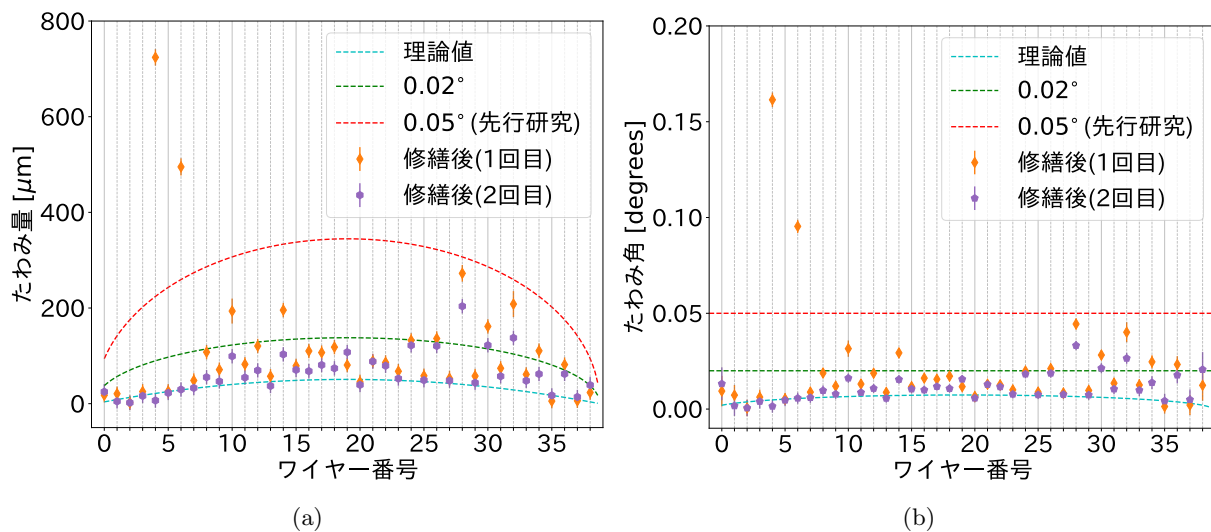 800
600
400
200
0
たわみ量 [μm]
0 5 10 15 20 25 30 35
ワイヤー番号
理論値
0.02°
0.05° (先行研究)
修繕後(1回目)
修繕後(2回目)
(a)
0.20
0.15
0.10
0.05
0.00
たわみ角 [degrees]
0 5 10 15 20 25 30 35
ワイヤー番号
理論値
0.02°
0.05° (先行研究)
修繕後(1回目)
修繕後(2回目)
(b)